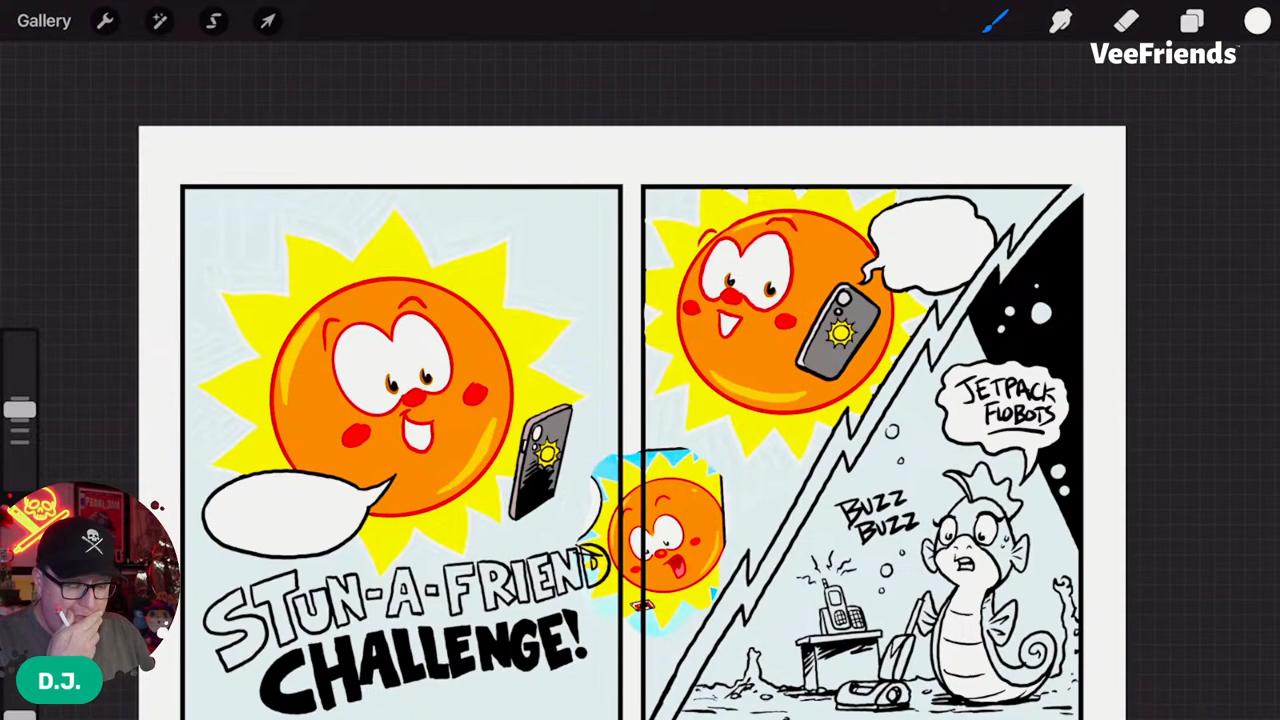 Gallery
VeeFriends
STUN-A-FRIEND
CHALLENGE!
JETPACK
FLOBOTS
BUZZ
BUZZ
D.J.